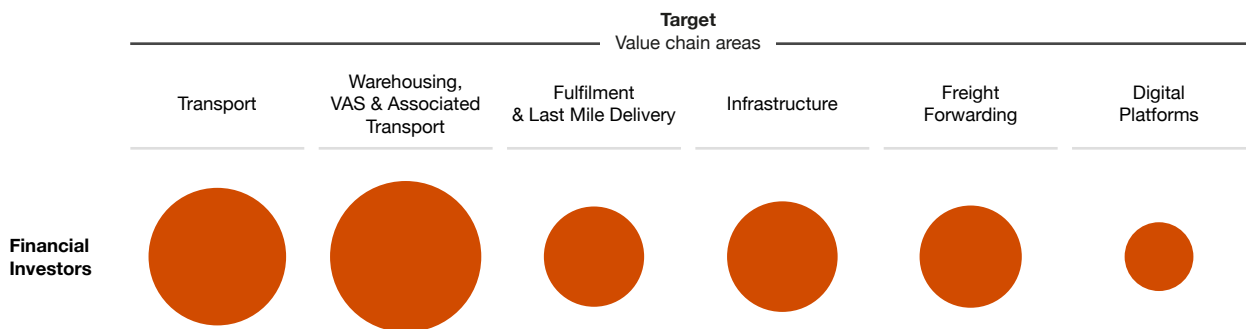 Target
Value chain areas
Transport
Warehousing,
VAS & Associated
Transport
Fulfilment
& Last Mile Delivery
Infrastructure
Freight
Forwarding
Digital
Platforms
Financial
Investors